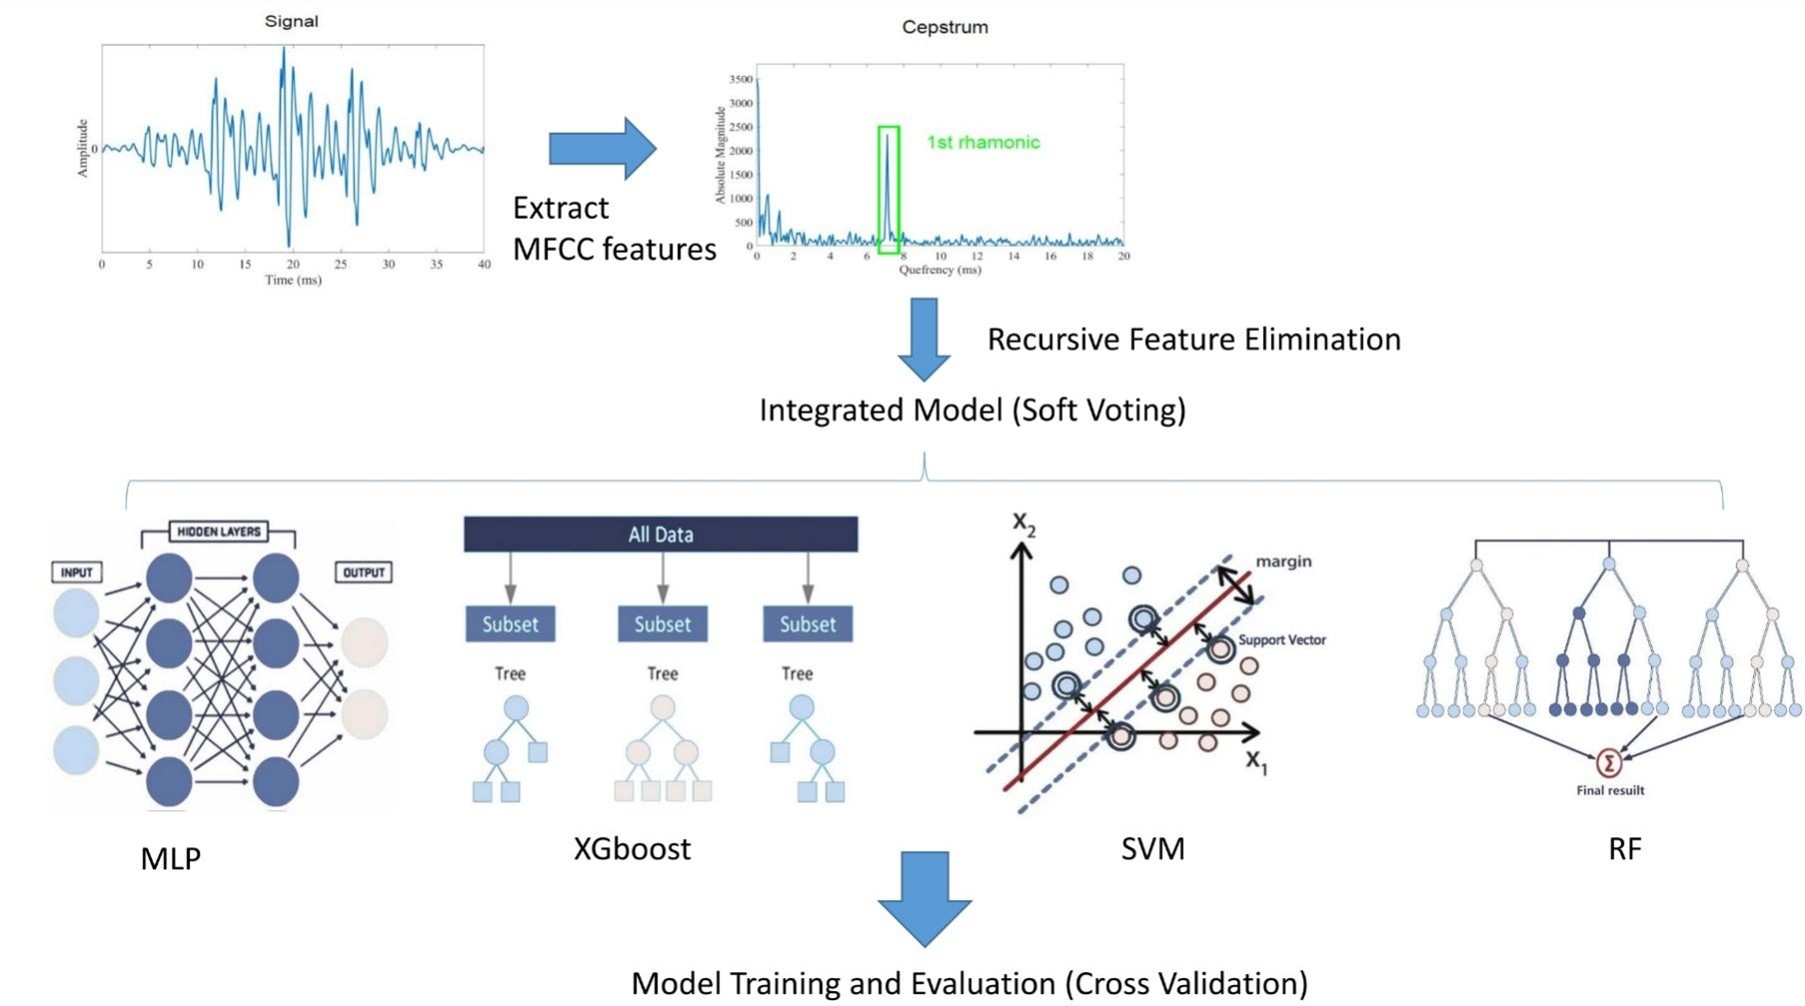 Signal
Amplitude
0
0 5 10 15 20 25 30 35 40
Time (ms)
Extract
MFCC features
Cepstrum
Absolute Magnitude
3500
3000
2500
2000
1500
1000
500
0
1st rhamonic
0 2 4 6 8 10 12 14 16 18 20
Quefrency (ms)
Recursive Feature Elimination
Integrated Model (Soft Voting)
HIDDEN LAYERS
INPUT
OUTPUT
MLP
All Data
Subset Subset Subset
Tree Tree Tree
XGboost
X2
margin
Support Vector
X1
SVM
Σ
Final resuilt
RF
Model Training and Evaluation (Cross Validation)